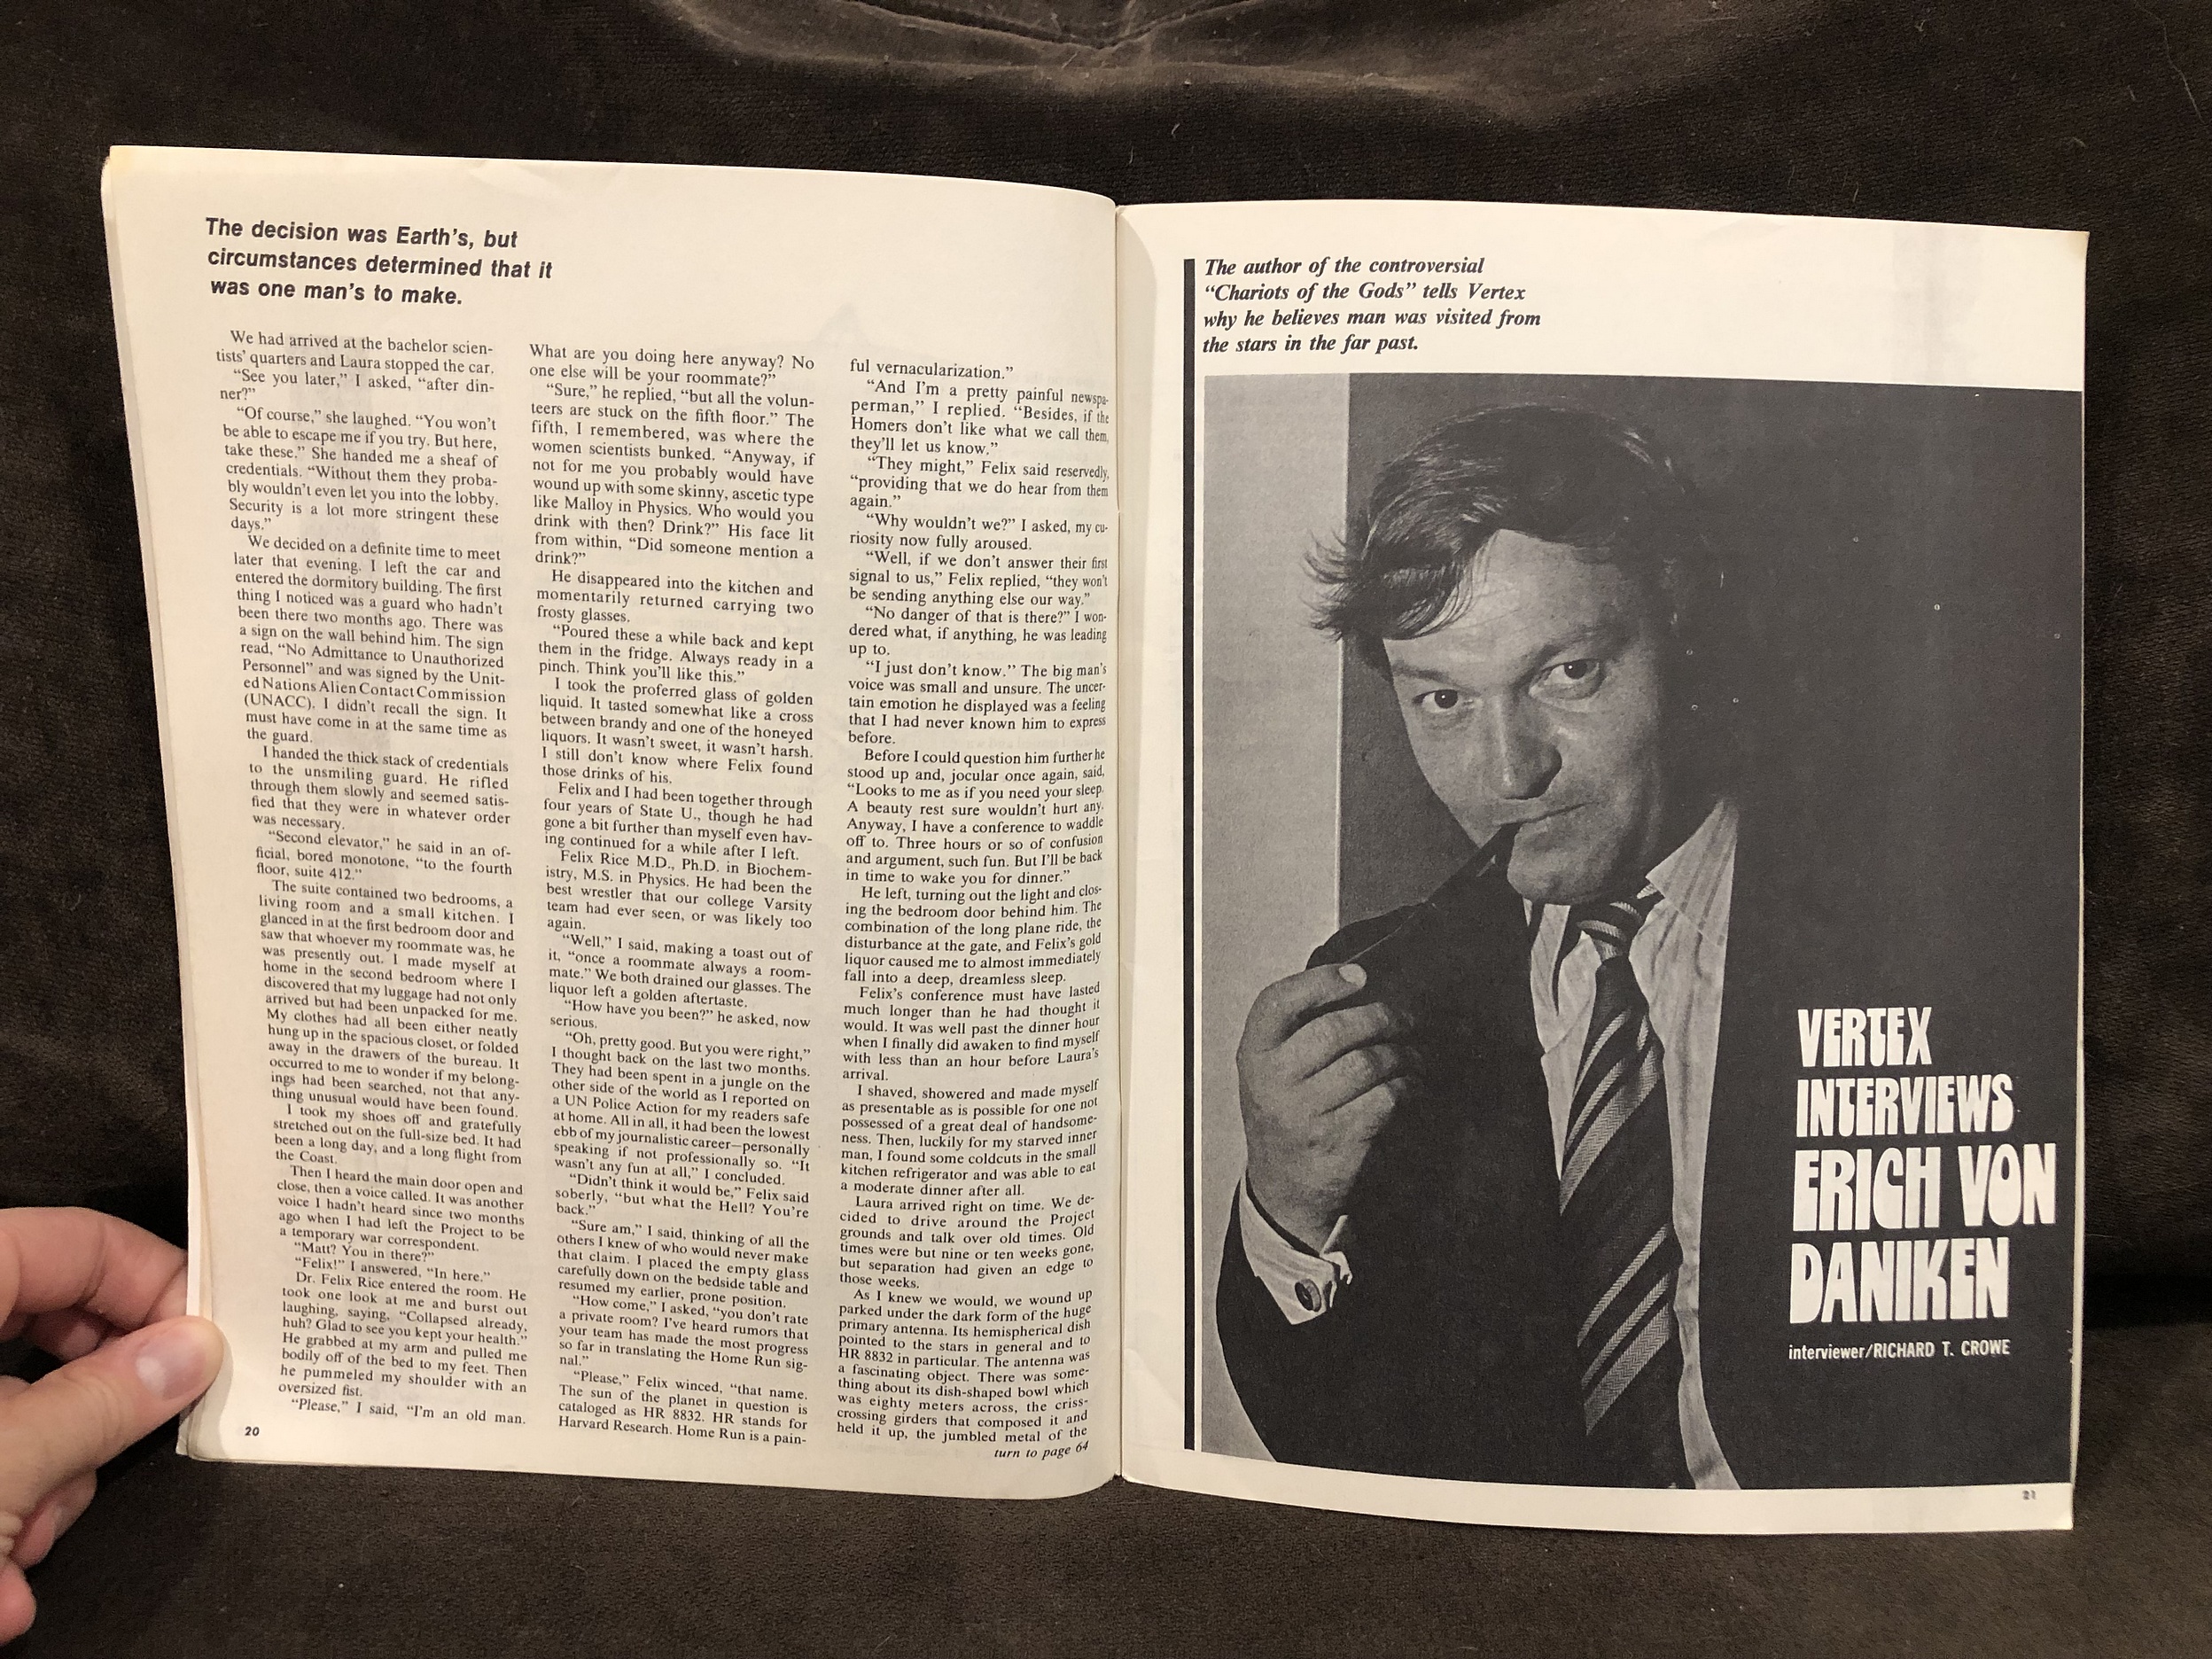 The decision was Earth's, but
circumstances determined that it
was one man's to make.
We had arrived at the bachelor scien-
tists' quarters and Laura stopped the car.
"See you later," I asked, "after din-
ner?"
"Of course," she laughed. "You won't
be able to escape me if you try. But here,
take these." She handed me a sheaf of
credentials. "Without them they proba-
bly wouldn't even let you into the lobby.
Security is a lot more stringent these
days."
We decided on a definite time to meet
later that evening. I left the car and
entered the dormitory building. The first
thing I noticed was a guard who hadn't
been there two months ago. There was
a sign on the wall behind him. The sign
read, "No Admittance to Unauthorized
Personnel" and was signed by the Unit-
ed Nations Alien Contact Commission
(UNACC). I didn't recall the sign. It
must have come in at the same time as
the guard.
I handed the thick stack of credentials
to the unsmiling guard. He rifled
through them slowly and seemed satis-
fied that they were in whatever order
was necessary.
"Second elevator," he said in an of-
ficial, bored monotone, "to the fourth
floor, suite 412."
The suite contained two bedrooms, a
living room and a small kitchen. I
glanced in at the first bedroom door and
saw that whoever my roommate was, he
was presently out. I made myself at
home in the second bedroom where I
discovered that my luggage had not only
arrived but had been unpacked for me.
My clothes had all been either neatly
hung up in the spacious closet, or folded
away in the drawers of the bureau. It
occurred to me to wonder if my belong-
ings had been searched, not that any-
thing unusual would have been found.
I took my shoes off and gratefully
stretched out on the full-size bed. It had
been a long day, and a long flight from
the Coast.
Then I heard the main door open and
close, then a voice called. It was another
voice I hadn't heard since two months
ago when I had left the Project to be
a temporary war correspondent.
"Matt? You in there?"
"Felix!" I answered, "In here."
Dr. Felix Rice entered the room. He
took one look at me and burst out
laughing, saying, "Collapsed already,
huh? Glad to see you kept your health."
He grabbed at my arm and pulled me
bodily off of the bed to my feet. Then
he pummeled my shoulder with an
oversized fist.
"Please," I said, "I'm an old man.
20
What are you doing here anyway? No
one else will be your roommate?"
"Sure," he replied, "but all the volun-
teers are stuck on the fifth floor." The
fifth, I remembered, was where the
women scientists bunked. "Anyway, if
not for me you probably would have
wound up with some skinny, ascetic type
like Malloy in Physics. Who would you
drink with then? Drink?" His face lit
from within, "Did someone mention a
drink?"
He disappeared into the kitchen and
momentarily returned carrying two
frosty glasses.
"Poured these a while back and kept
them in the fridge. Always ready in a
pinch. Think you'll like this."
I took the proferred glass of golden
liquid. It tasted somewhat like a cross
between brandy and one of the honeyed
liquors. It wasn't sweet, it wasn't harsh.
I still don't know where Felix found
those drinks of his.
Felix and I had been together through
four years of State U., though he had
gone a bit further than myself even hav-
ing continued for a while after I left.
Felix Rice M.D., Ph.D. in Biochem-
istry, M.S. in Physics. He had been the
best wrestler that our college Varsity
team had ever seen, or was likely too
again.
"Well," I said, making a toast out of
it, "once a roommate always a room-
mate." We both drained our glasses. The
liquor left a golden aftertaste.
"How have you been?" he asked, now
serious.
"Oh, pretty good. But you were right,"
I thought back on the last two months.
They had been spent in a jungle on the
other side of the world as I reported on
a UN Police Action for my readers safe
at home. All in all, it had been the lowest
ebb of my journalistic career—personally
speaking if not professionally so. "It
wasn't any fun at all," I concluded.
"Didn't think it would be," Felix said
soberly, "but what the Hell? You're
back."
"Sure am," I said, thinking of all the
others I knew of who would never make
that claim. I placed the empty glass
carefully down on the bedside table and
resumed my earlier, prone position.
"How come," I asked, "you don't rate
a private room? I've heard rumors that
your team has made the most progress
so far in translating the Home Run sig-
nal."
"Please," Felix winced, "that name.
The sun of the planet in question is
cataloged as HR 8832. HR stands for
Harvard Research. Home Run is a pain-
ful vernacularization."
"And I'm a pretty painful newspa-
perman," I replied. "Besides, if the
Homers don't like what we call them,
they'll let us know."
"They might," Felix said reservedly,
"providing that we do hear from them
again."
"Why wouldn't we?" I asked, my cu-
riosity now fully aroused.
"Well, if we don't answer their first
signal to us," Felix replied, "they won't
be sending anything else our way."
"No danger of that is there?" I won-
dered what, if anything, he was leading
up to.
"I just don't know." The big man's
voice was small and unsure. The uncer-
tain emotion he displayed was a feeling
that I had never known him to express
before.
Before I could question him further he
stood up and, jocular once again, said,
"Looks to me as if you need your sleep.
A beauty rest sure wouldn't hurt any.
Anyway, I have a conference to waddle
off to. Three hours or so of confusion
and argument, such fun. But I'll be back
in time to wake you for dinner."
He left, turning out the light and clos-
ing the bedroom door behind him. The
combination of the long plane ride, the
disturbance at the gate, and Felix's gold
liquor caused me to almost immediately
fall into a deep, dreamless sleep.
Felix's conference must have lasted
much longer than he had thought it
would. It was well past the dinner hour
when I finally did awaken to find myself
with less than an hour before Laura's
arrival.
I shaved, showered and made myself
as presentable as is possible for one not
possessed of a great deal of handsome-
ness. Then, luckily for my starved inner
man, I found some coldcuts in the small
kitchen refrigerator and was able to eat
a moderate dinner after all.
Laura arrived right on time. We de-
cided to drive around the Project
grounds and talk over old times. Old
times were but nine or ten weeks gone,
but separation had given an edge to
those weeks.
As I knew we would, we wound up
parked under the dark form of the huge
primary antenna. Its hemispherical dish
pointed to the stars in general and to
HR 8832 in particular. The antenna was
a fascinating object. There was some-
thing about its dish-shaped bowl which
was eighty meters across, the criss-
crossing girders that composed it and
held it up, the jumbled metal of the
turn to page 64
The author of the controversial
"Chariots of the Gods" tells Vertex
why he believes man was visited from
the stars in the far past.
VERTEX
INTERVIEWS
ERICH VON
DANIKEN
interviewer/RICHARD T. CROWE
21